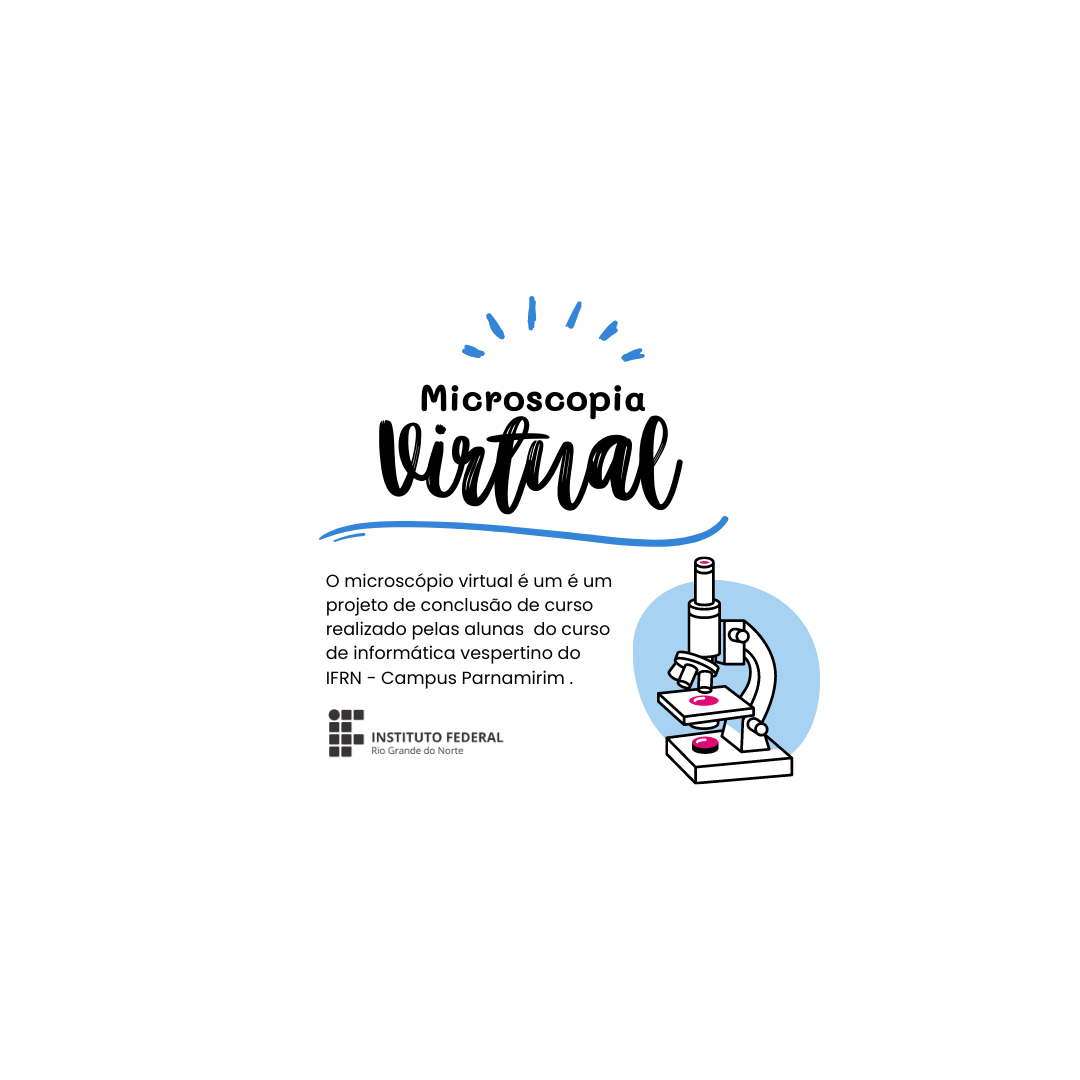 Microscopia
Virtual
O microscópio virtual é um é um
projeto de conclusão de curso
realizado pelas alunas  do curso
de informática vespertino do
IFRN - Campus Parnamirim .
INSTITUTO FEDERAL
Rio Grande do Norte